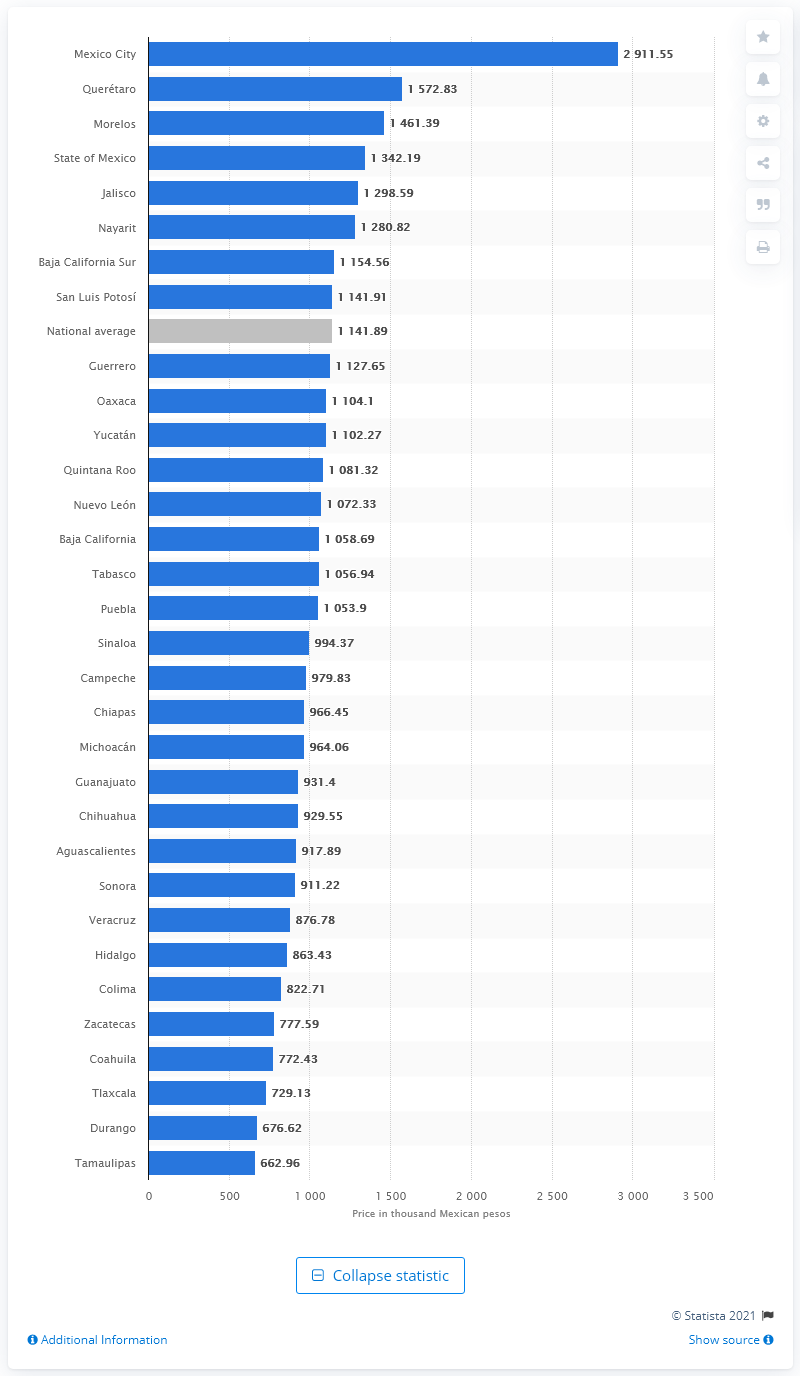 Mexico City 2 911.55
Querétaro 1 572.83
Morelos 1 461.39
State of Mexico 1 342.19
Jalisco 1 298.59
Nayarit 1 280.82
Baja California Sur 1 154.56
San Luis Potosí 1 141.91
National average 1 141.89
Guerrero 1 127.65
Oaxaca 1 104.1
Yucatán 1 102.27
Quintana Roo 1 081.32
Nuevo León 1 072.33
Baja California 1 058.69
Tabasco 1 056.94
Puebla 1 053.9
Sinaloa 994.37
Campeche 979.83
Chiapas 966.45
Michoacán 964.06
Guanajuato 931.4
Chihuahua 929.55
Aguascalientes 917.89
Sonora 911.22
Veracruz 876.78
Hidalgo 863.43
Colima 822.71
Zacatecas 777.59
Coahuila 772.43
Tlaxcala 729.13
Durango 676.62
Tamaulipas 662.96
0 500 1 000 1 500 2 000 2 500 3 000 3 500
Price in thousand Mexican pesos
Collapse statistic
© Statista 2021
Additional Information Show source